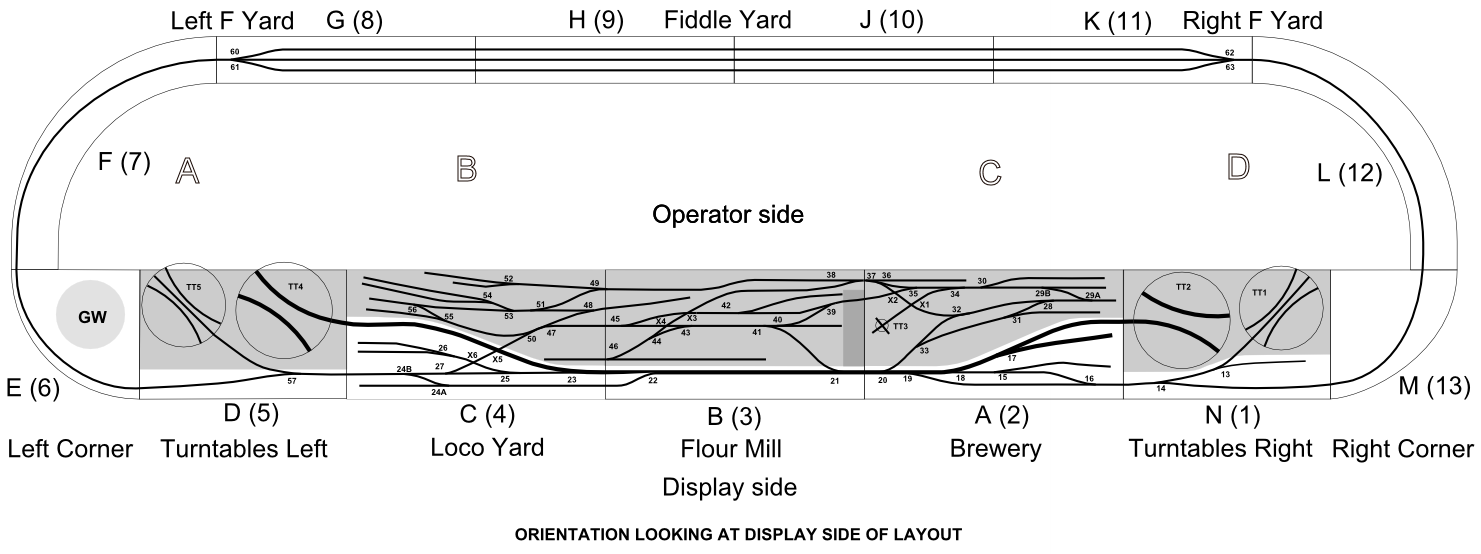 Left F Yard G (8) H (9) Fiddle Yard J (10) K (11) Right F Yard
60 62
61 63
F (7) A B C D L (12)
Operator side
TT5 TT4 52 49 38 37 36 30 TT2 TT1
54 51 48 42 X2 35 34 29B 29A
56 55 53 45 X4 X3 39 X1 32 28
GW 47 43 40 TT3 31
50 46 44 41 33
26 X6 X5 17
24B 27 13
57 25 23 22 21 20 19 18 15 16 14
24A
E (6) M (13)
D (5) C (4) B (3) A (2) N (1)
Left Corner Turntables Left Loco Yard Flour Mill Brewery Turntables Right Right Corner
Display side
ORIENTATION LOOKING AT DISPLAY SIDE OF LAYOUT